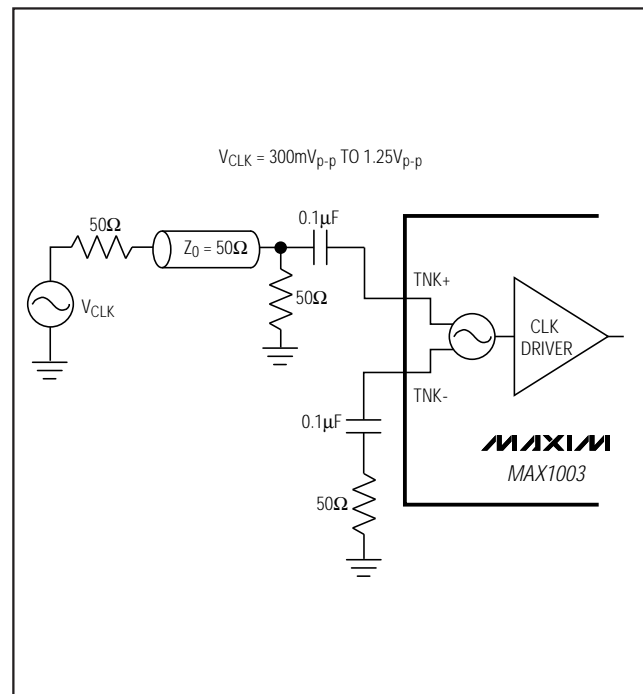 V_CLK = 300mV_p-p TO 1.25V_p-p
50Ω
Z_0 = 50Ω
0.1µF
50Ω
V_CLK
TNK+
CLK
DRIVER
TNK-
0.1µF
50Ω
MAXIM
MAX1003